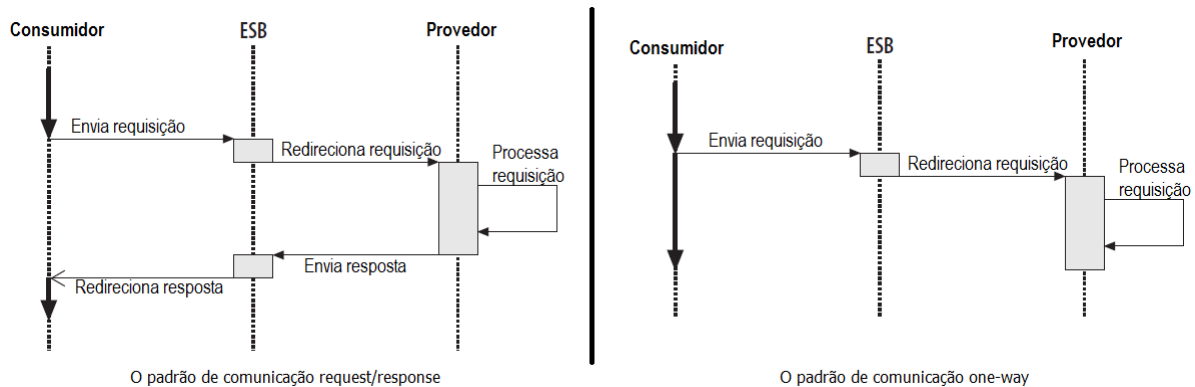 Consumidor
ESB
Provedor
Envia requisição
Redireciona requisição
Processa
requisição
Envia resposta
Redireciona resposta
O padrão de comunicação request/response
Consumidor
ESB
Provedor
Envia requisição
Redireciona requisição
Processa
requisição
O padrão de comunicação one-way